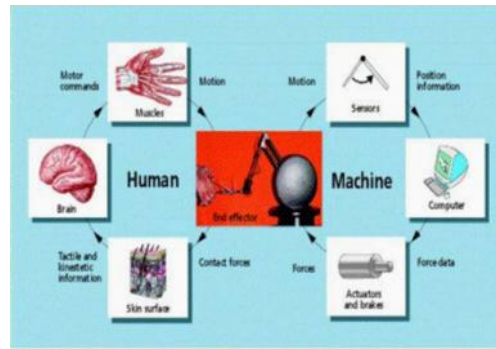 Motor
commands
Motion
Motion
Position
information
Muscles
Sensors
Human
Machine
Brain
End effector
Computer
Tactile and
kinestetic
information
Contact forces
Forces
Force data
Skin surface
Actuators
and brakes